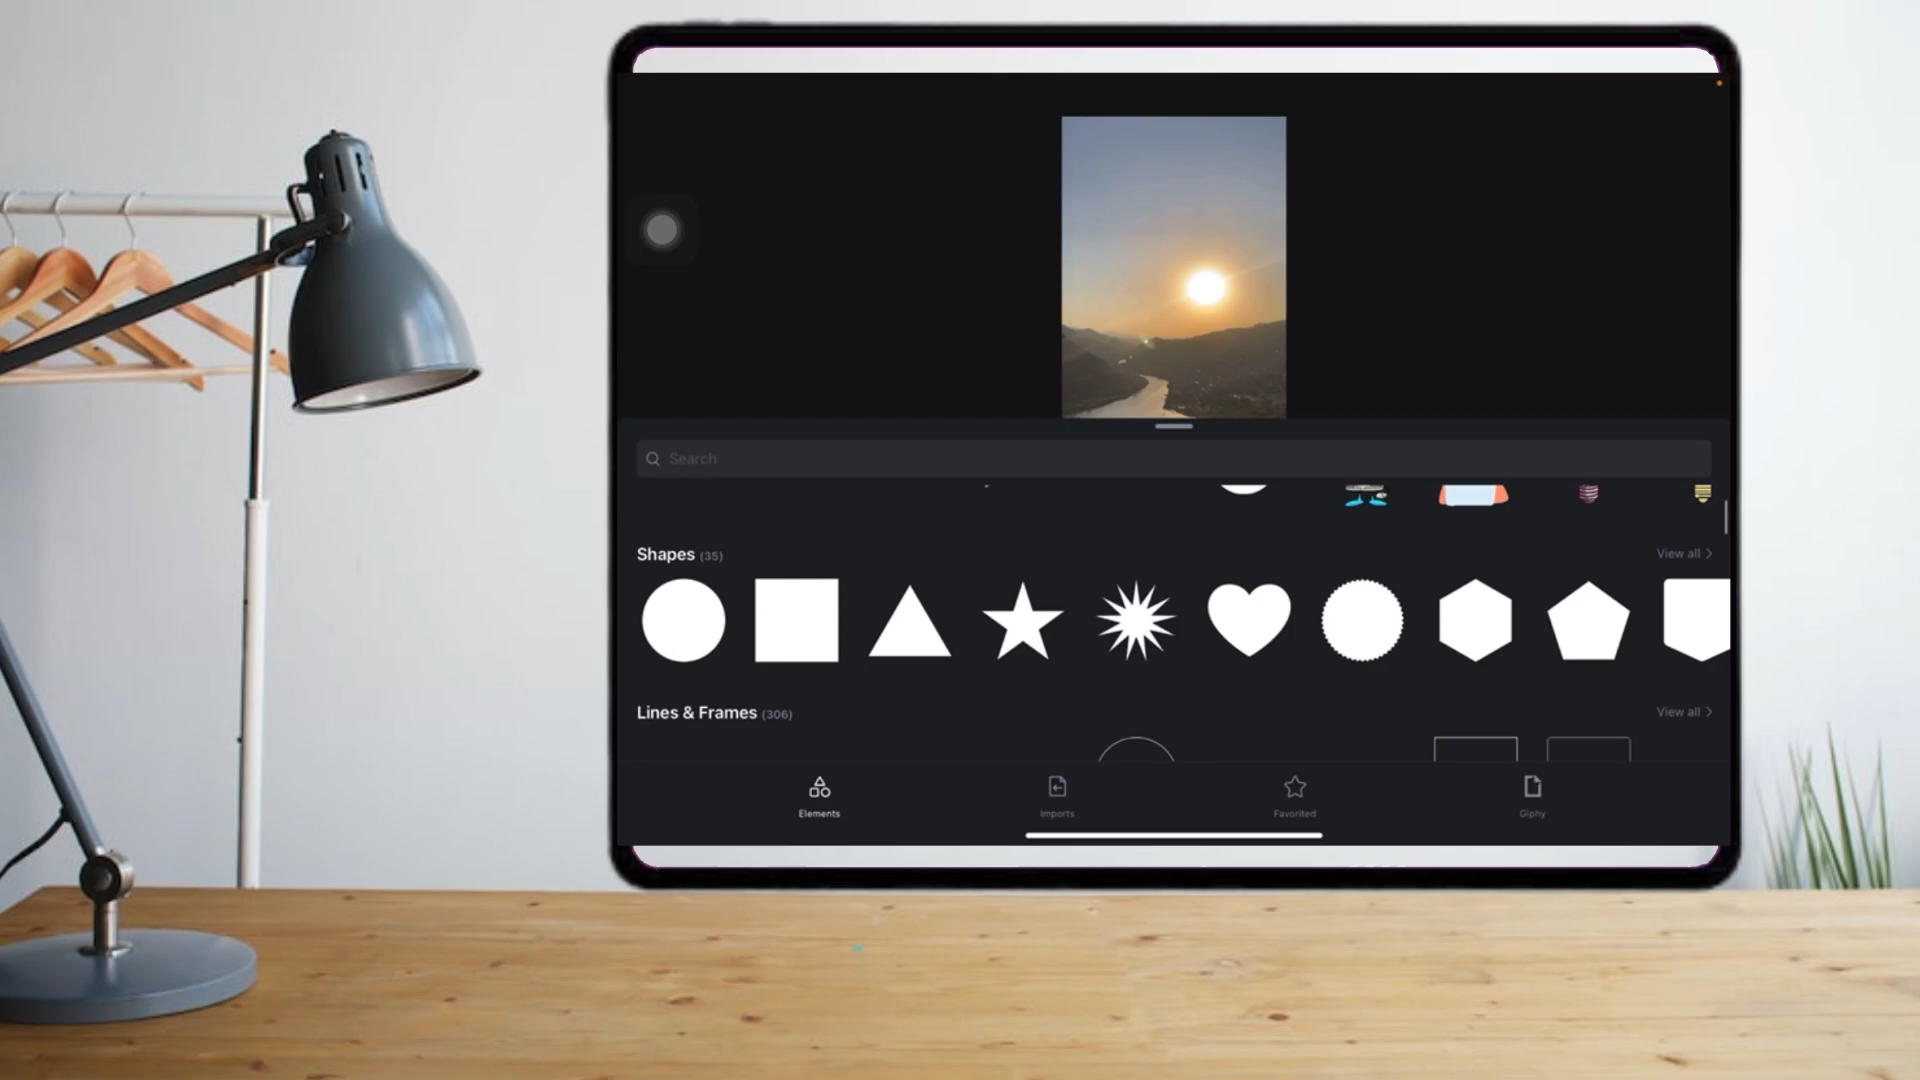 Search
Shapes (35)
View all
Lines & Frames (306)
View all
Elements
Imports
Favorited
Giphy